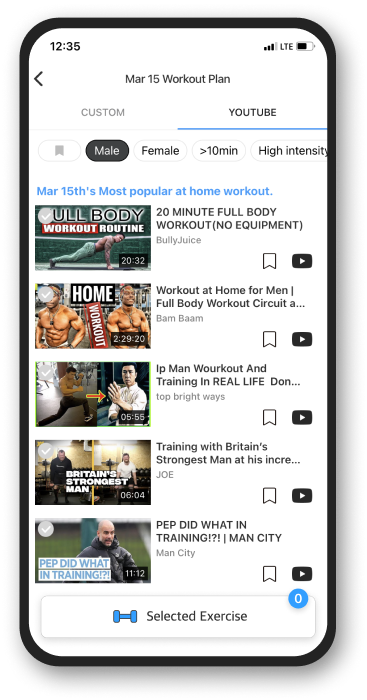 12:35
LTE
Mar 15 Workout Plan
CUSTOM
YOUTUBE
Male
Female
>10min
High intensity
Mar 15th's Most popular at home workout.
FULL BODY
WORKOUT ROUTINE
20:32
20 MINUTE FULL BODY
WORKOUT(NO EQUIPMENT)
BullyJuice
HOME
WORKOUT
2:29:20
Workout at Home for Men |
Full Body Workout Circuit a...
Bam Baam
05:55
Ip Man Wourkout And
Training In REAL LIFE Don...
top bright ways
BRITAIN'S
STRONGEST
MAN
06:04
Training with Britain's
Strongest Man at his incre...
JOE
PEP DID WHAT
IN TRAINING!?!
11:12
PEP DID WHAT IN
TRAINING!?! | MAN CITY
Man City
0
Selected Exercise